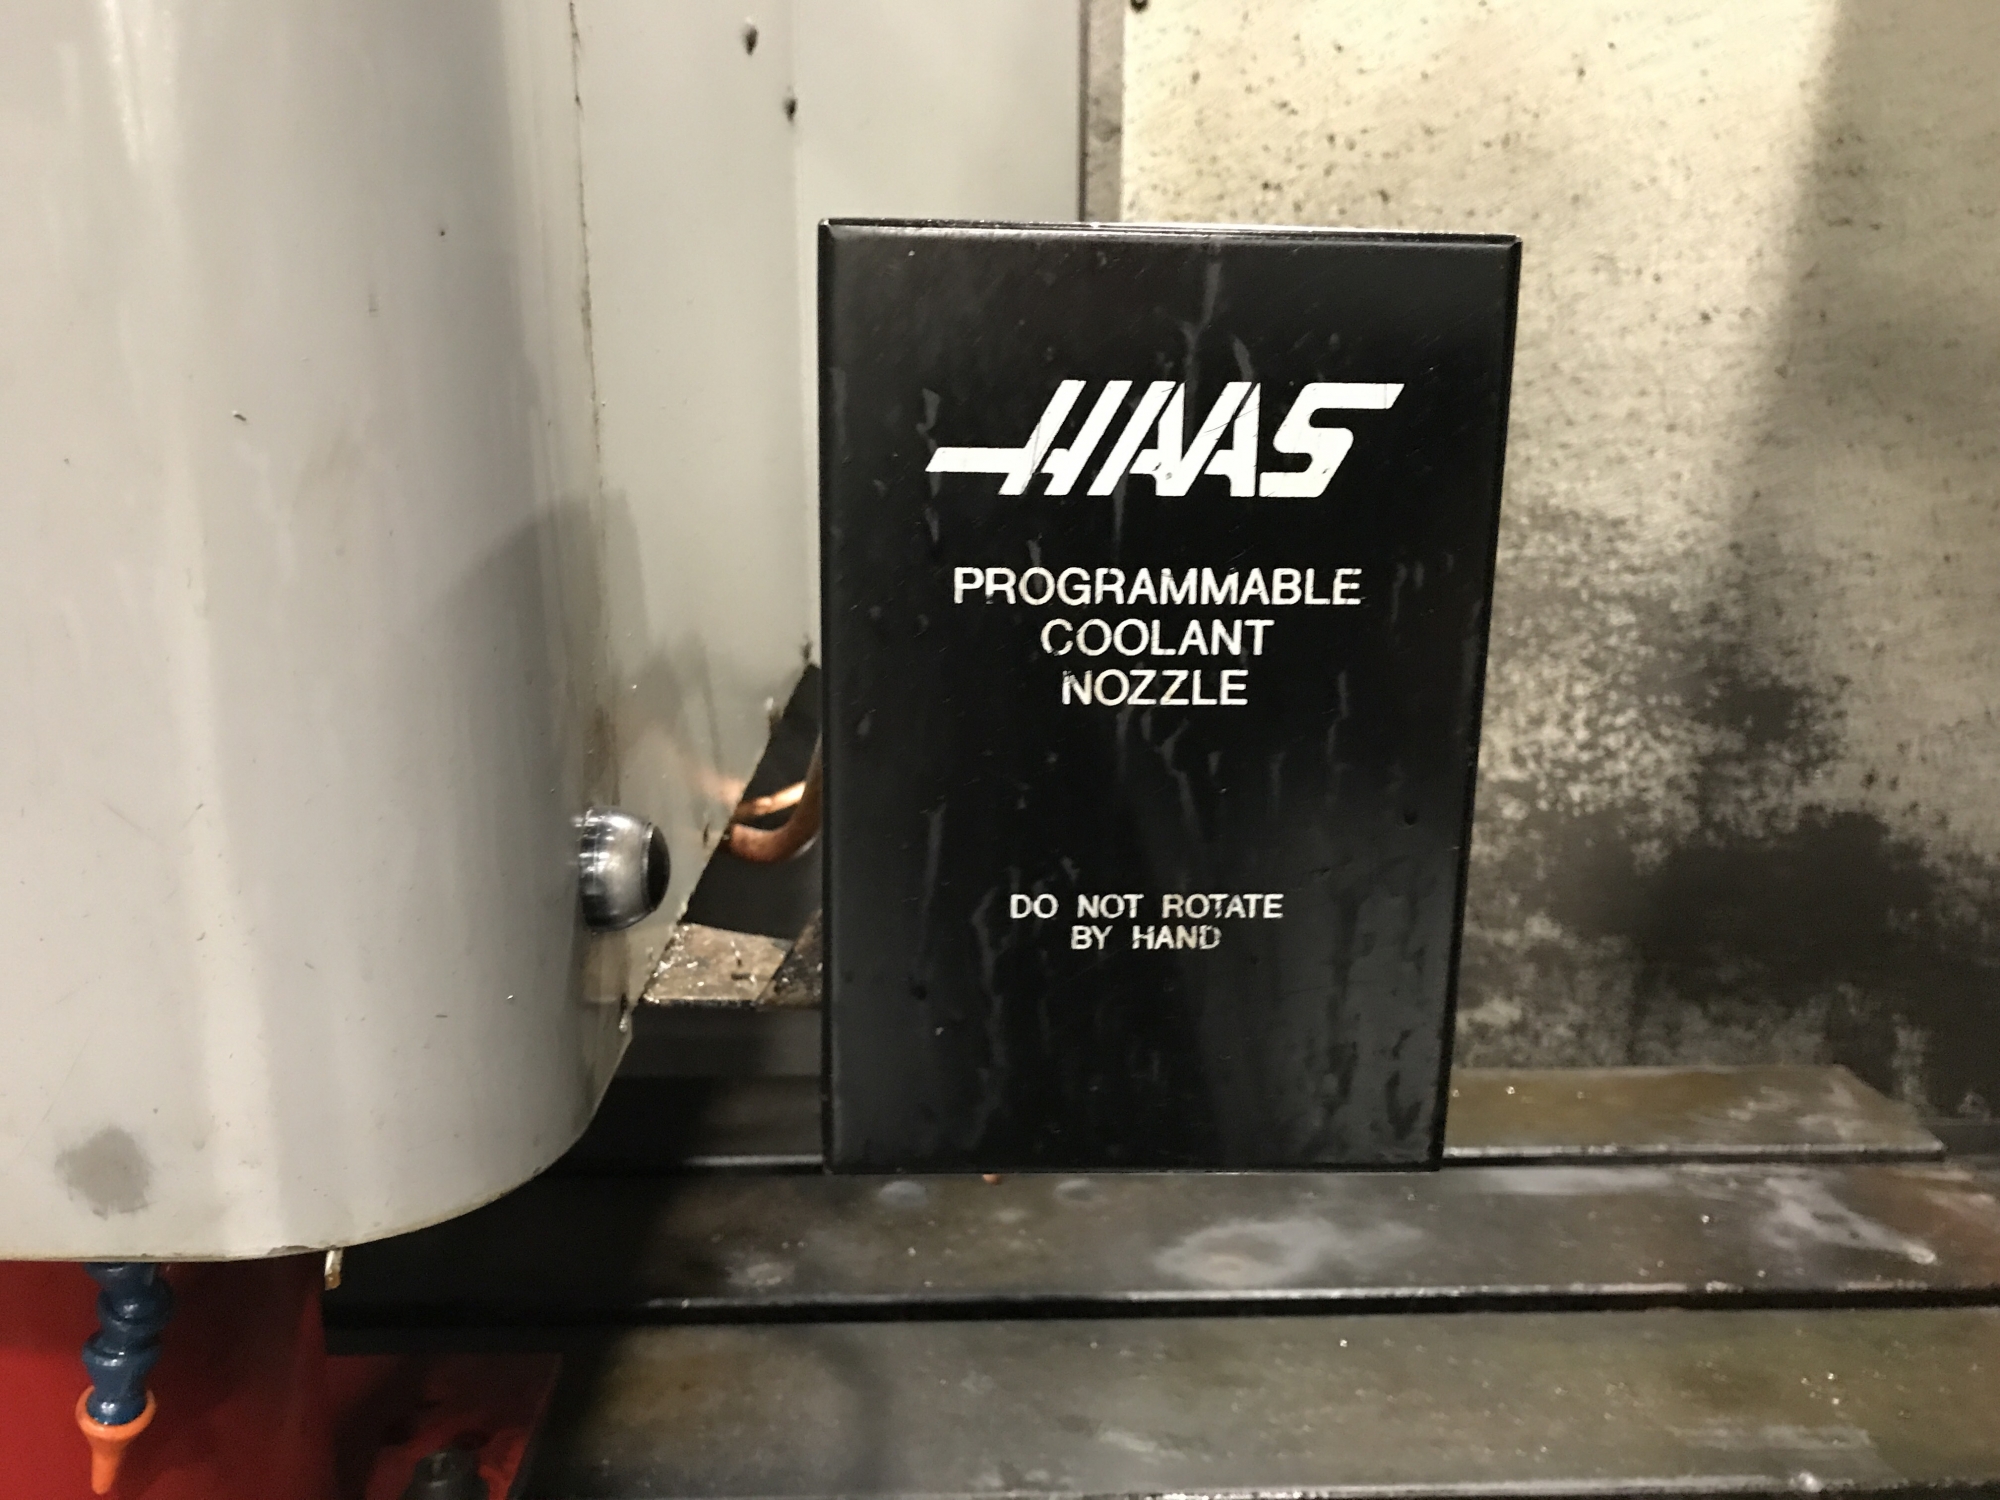 HAAS
PROGRAMMABLE
COOLANT
NOZZLE
DO NOT ROTATE
BY HAND